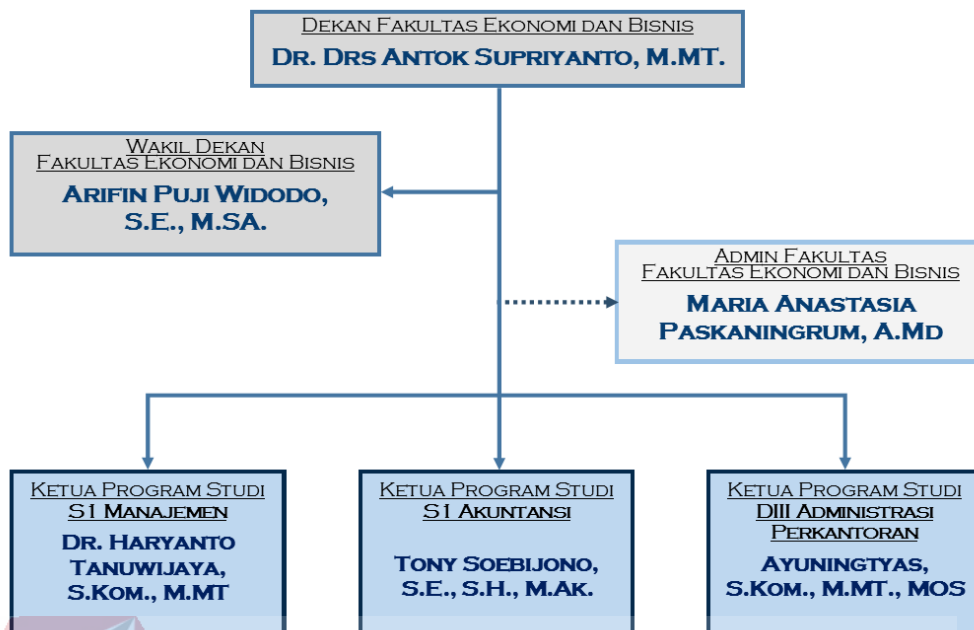 DEKAN FAKULTAS EKONOMI DAN BISNIS
DR. DRS ANTOK SUPRIYANTO, M.MT.
WAKIL DEKAN
FAKULTAS EKONOMI DAN BISNIS
ARIFIN PUJI WIDODO,
S.E., M.SA.
ADMIN FAKULTAS
FAKULTAS EKONOMI DAN BISNIS
MARIA ANASTASIA
PASKANINGRUM, A.MD
KETUA PROGRAM STUDI
S1 MANAJEMEN
DR. HARYANTO
TANUWIJAYA,
S.KOM., M.MT
KETUA PROGRAM STUDI
S1 AKUNTANSI
TONY SOEBIJONO,
S.E., S.H., M.AK.
KETUA PROGRAM STUDI
DIII ADMINISTRASI
PERKANTORAN
AYUNINGTYAS,
S.KOM., M.MT., MOS